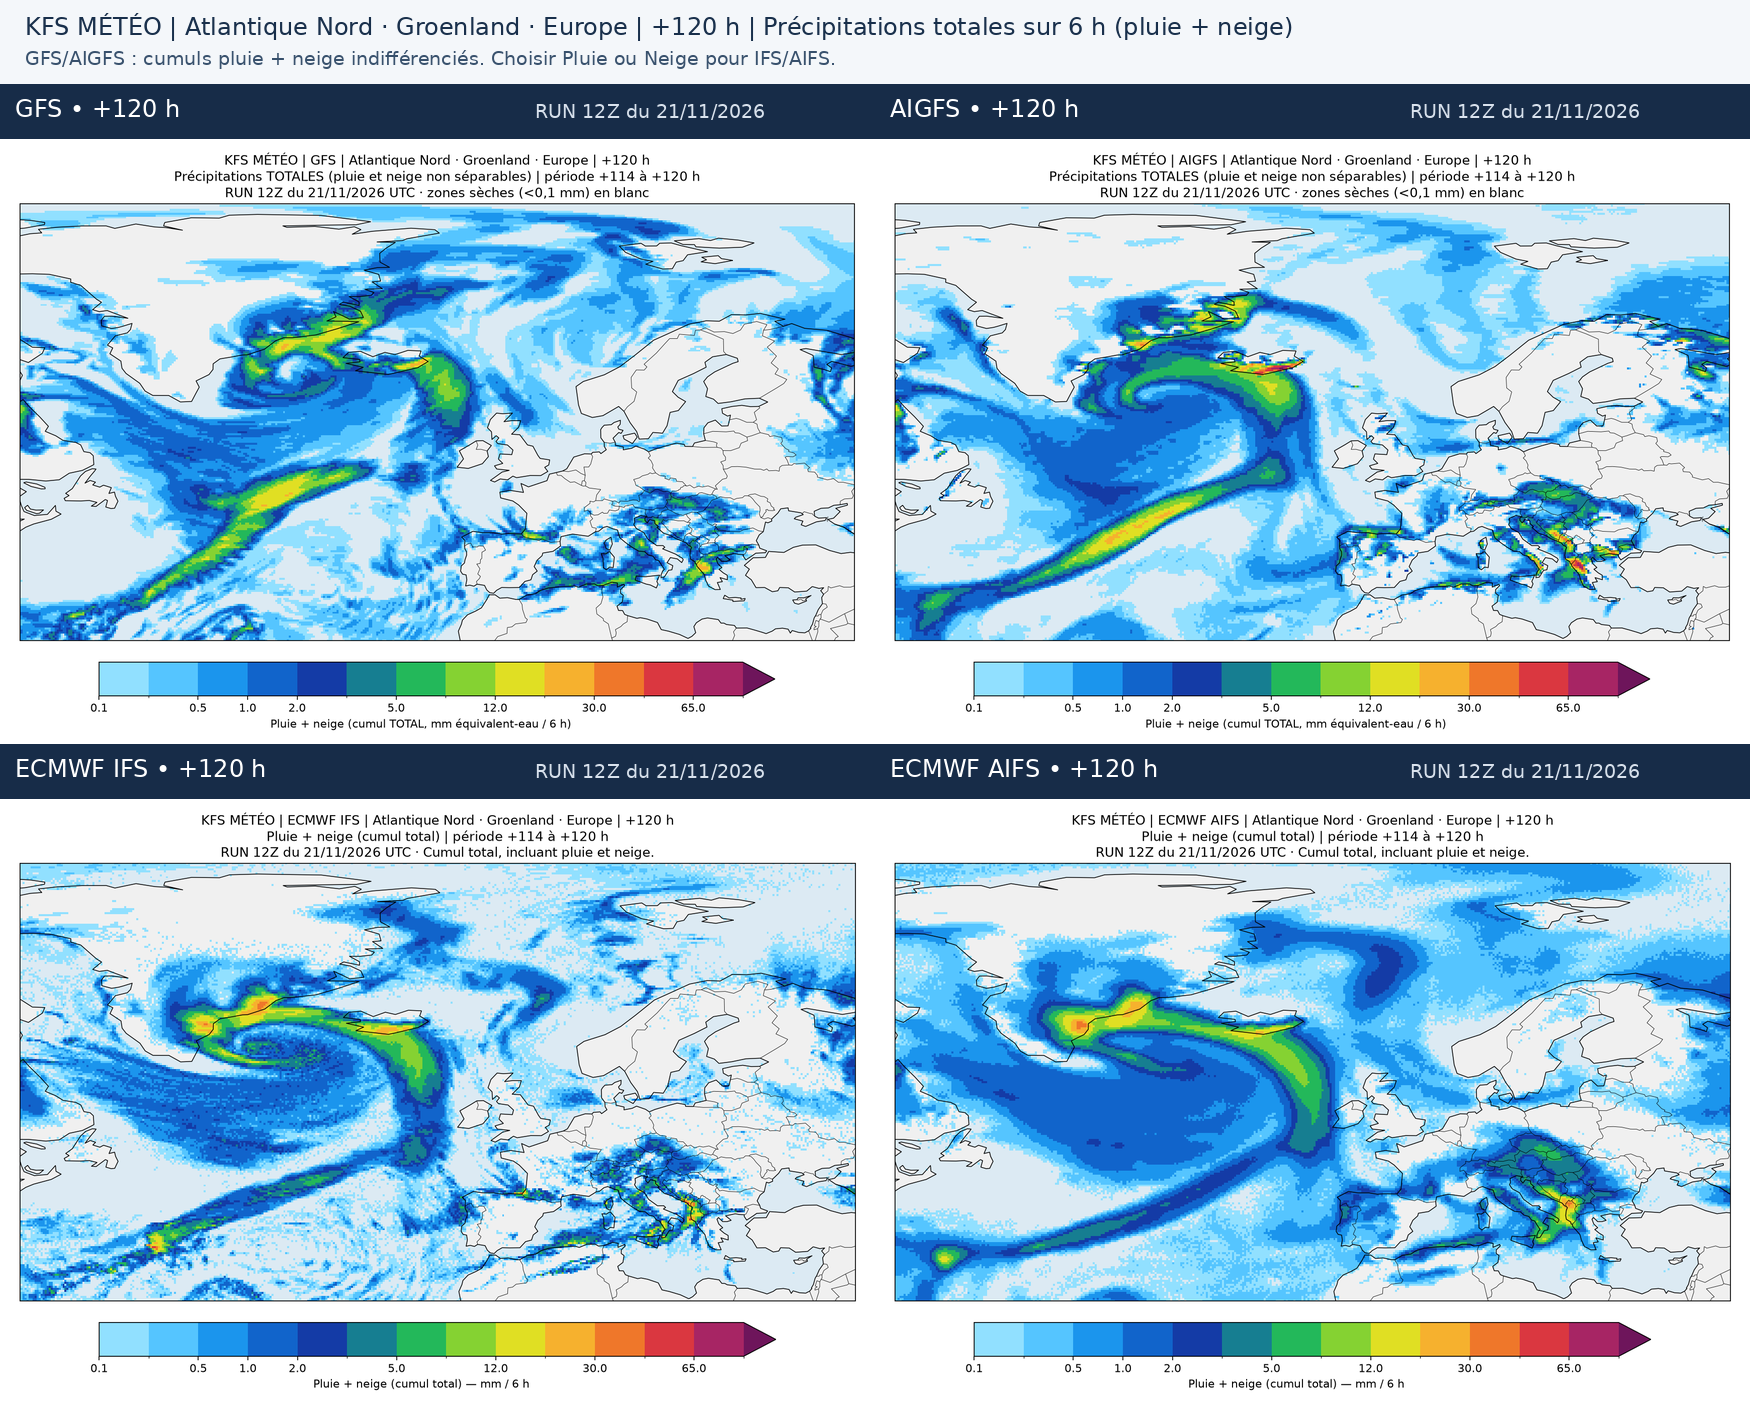 KFS MÉTÉO | Atlantique Nord · Groenland · Europe | +120 h | Précipitations totales sur 6 h (pluie + neige)
GFS/AIGFS : cumuls pluie + neige indifférenciés. Choisir Pluie ou Neige pour IFS/AIFS.
GFS • +120 h
RUN 12Z du 21/11/2026
AIGFS • +120 h
RUN 12Z du 21/11/2026
KFS MÉTÉO | GFS | Atlantique Nord · Groenland · Europe | +120 h
Précipitations TOTALES (pluie et neige non séparables) | période +114 à +120 h
RUN 12Z du 21/11/2026 UTC · zones sèches (<0,1 mm) en blanc
KFS MÉTÉO | AIGFS | Atlantique Nord · Groenland · Europe | +120 h
Précipitations TOTALES (pluie et neige non séparables) | période +114 à +120 h
RUN 12Z du 21/11/2026 UTC · zones sèches (<0,1 mm) en blanc
0.1 0.5 1.0 2.0 5.0 12.0 30.0 65.0
Pluie + neige (cumul TOTAL, mm équivalent-eau / 6 h)
0.1 0.5 1.0 2.0 5.0 12.0 30.0 65.0
Pluie + neige (cumul TOTAL, mm équivalent-eau / 6 h)
ECMWF IFS • +120 h
RUN 12Z du 21/11/2026
ECMWF AIFS • +120 h
RUN 12Z du 21/11/2026
KFS MÉTÉO | ECMWF IFS | Atlantique Nord · Groenland · Europe | +120 h
Pluie + neige (cumul total) | période +114 à +120 h
RUN 12Z du 21/11/2026 UTC · Cumul total, incluant pluie et neige.
KFS MÉTÉO | ECMWF AIFS | Atlantique Nord · Groenland · Europe | +120 h
Pluie + neige (cumul total) | période +114 à +120 h
RUN 12Z du 21/11/2026 UTC · Cumul total, incluant pluie et neige.
0.1 0.5 1.0 2.0 5.0 12.0 30.0 65.0
Pluie + neige (cumul total) — mm / 6 h
0.1 0.5 1.0 2.0 5.0 12.0 30.0 65.0
Pluie + neige (cumul total) — mm / 6 h